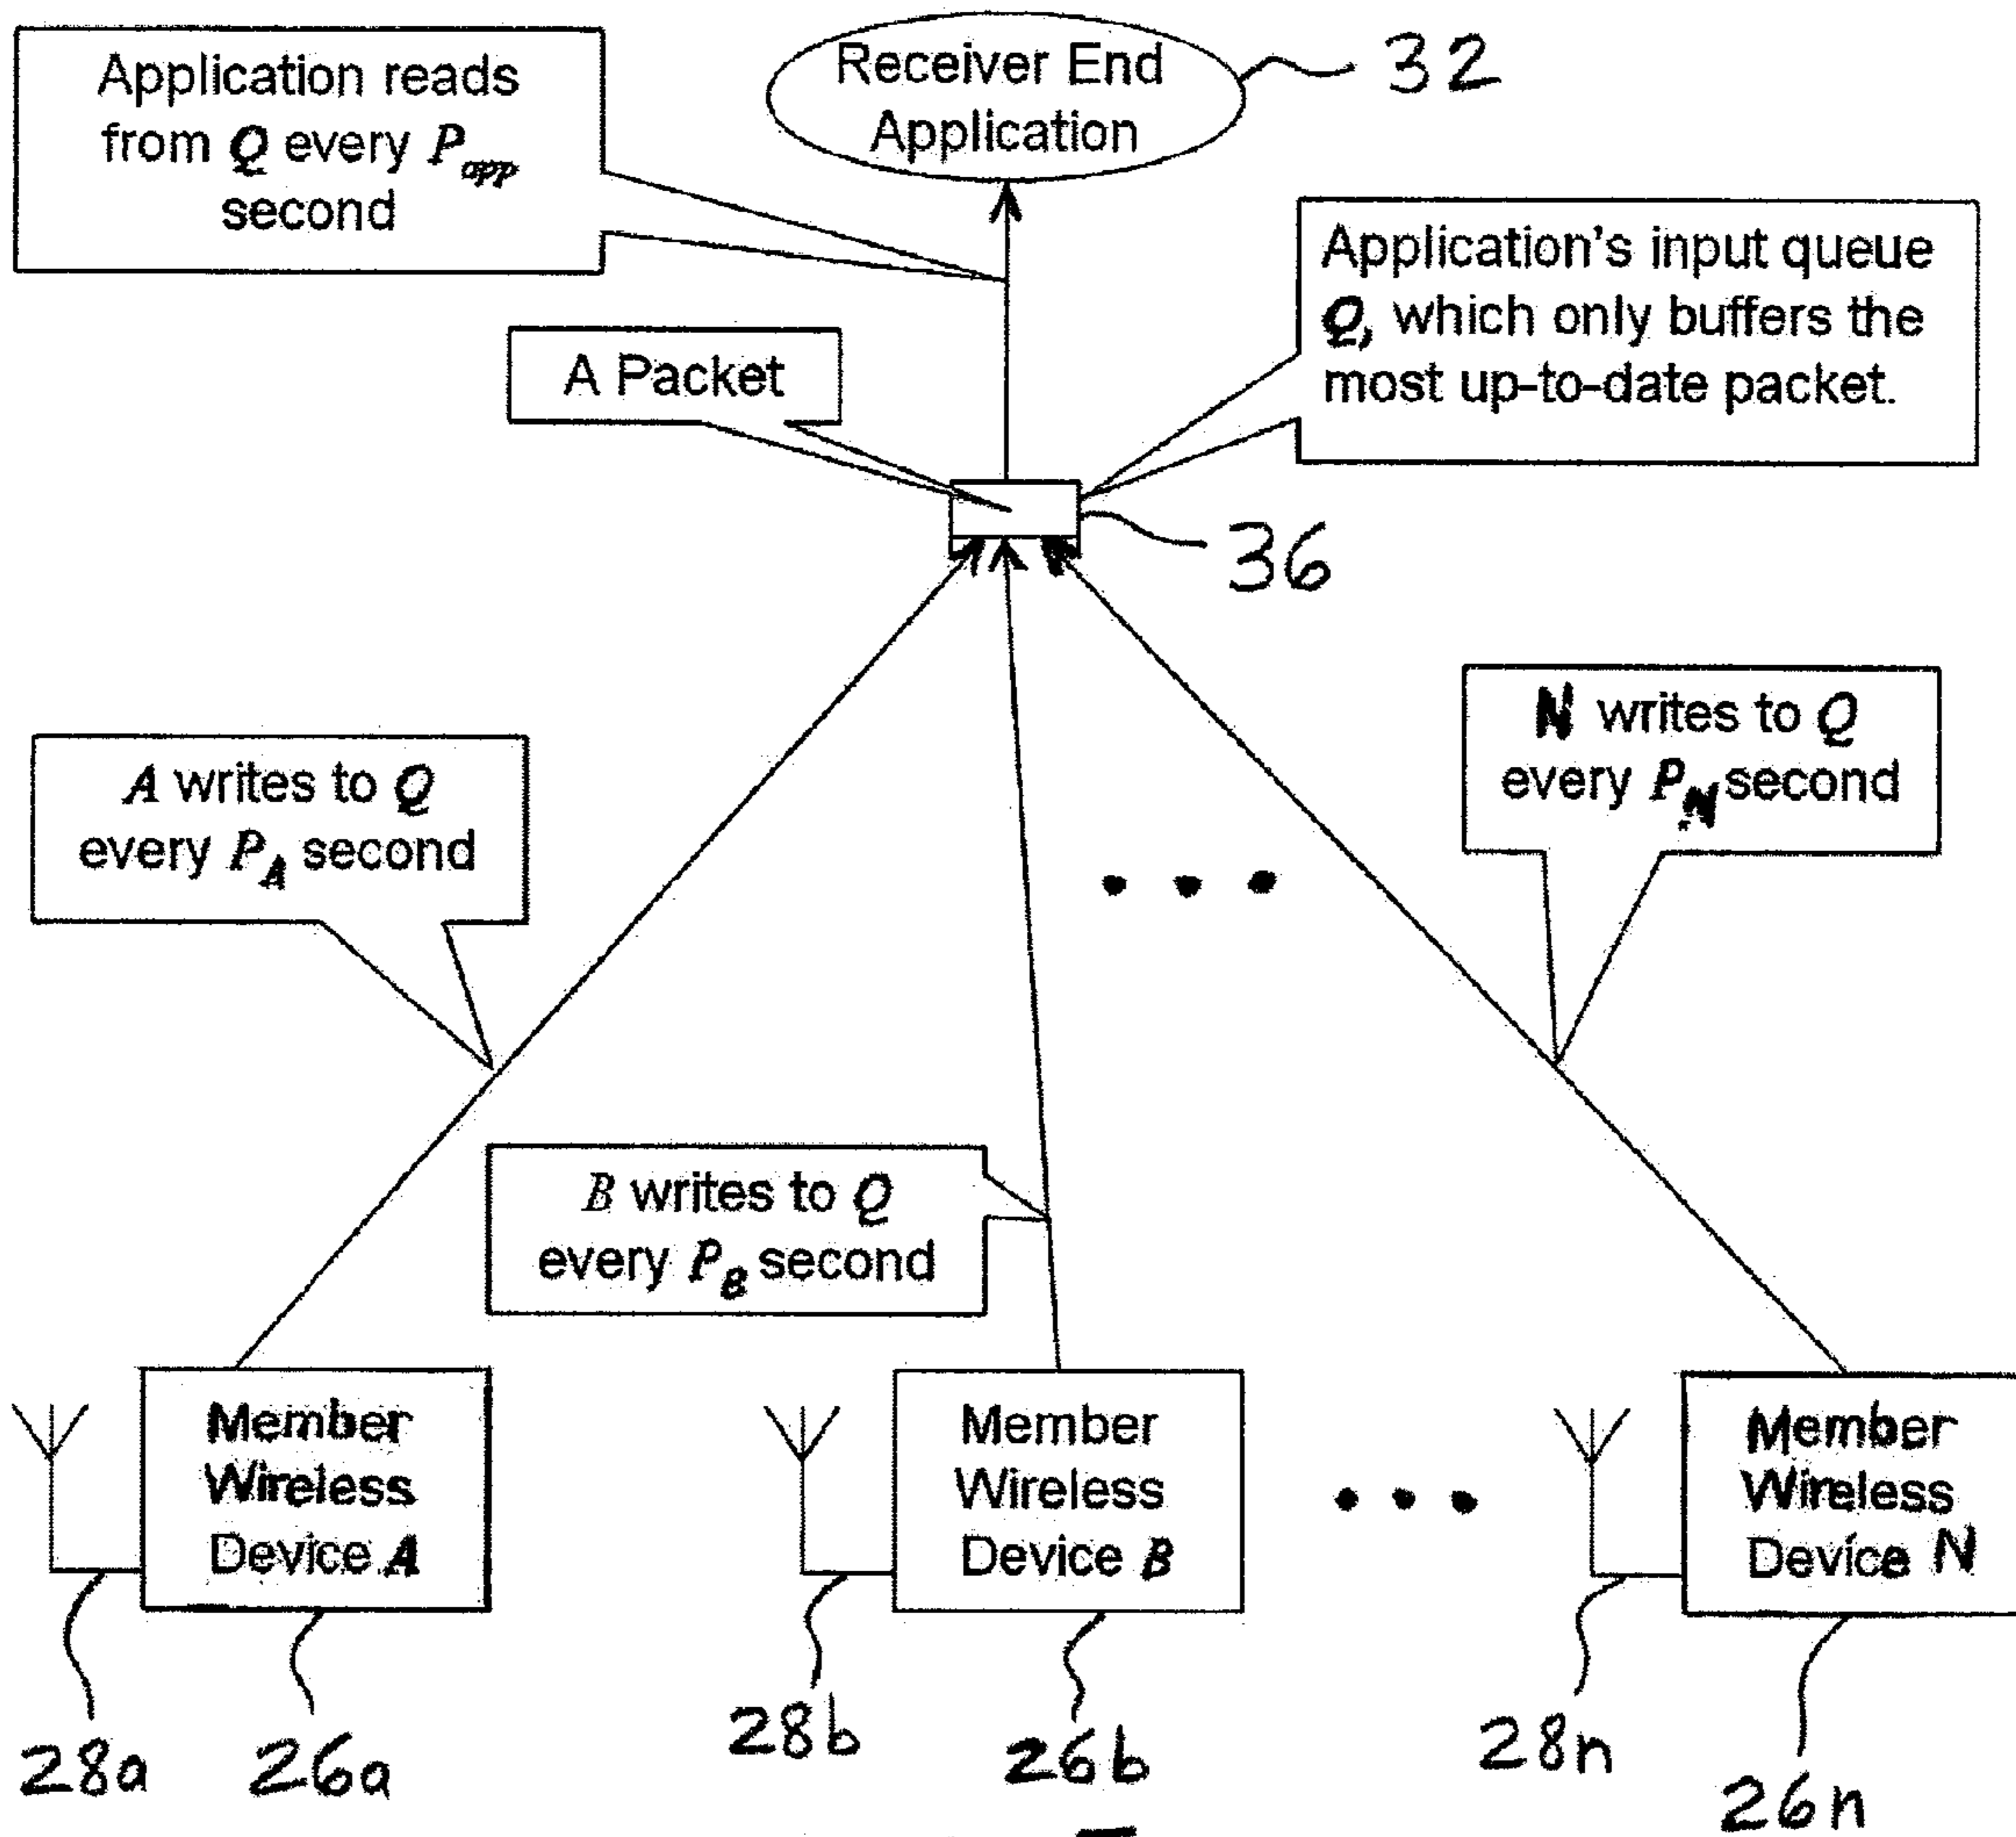 Application reads
from Q every P_app
second
Receiver End
Application
32
Application's input queue
Q, which only buffers the
most up-to-date packet.
A Packet
36
A writes to Q
every P_A second
N writes to Q
every P_N second
B writes to Q
every P_B second
Member
Wireless
Device A
Member
Wireless
Device B
Member
Wireless
Device N
28a
26a
28b
26b
28n
26n